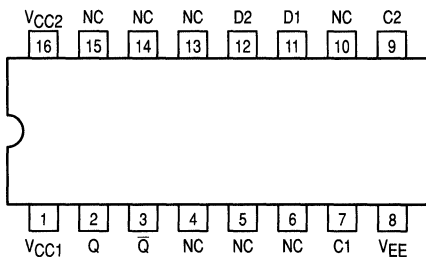 VCC2 NC NC NC D2 D1 NC C2
16 15 14 13 12 11 10 9
1 2 3 4 5 6 7 8
VCC1 Q Q̅ NC NC NC C1 VEE